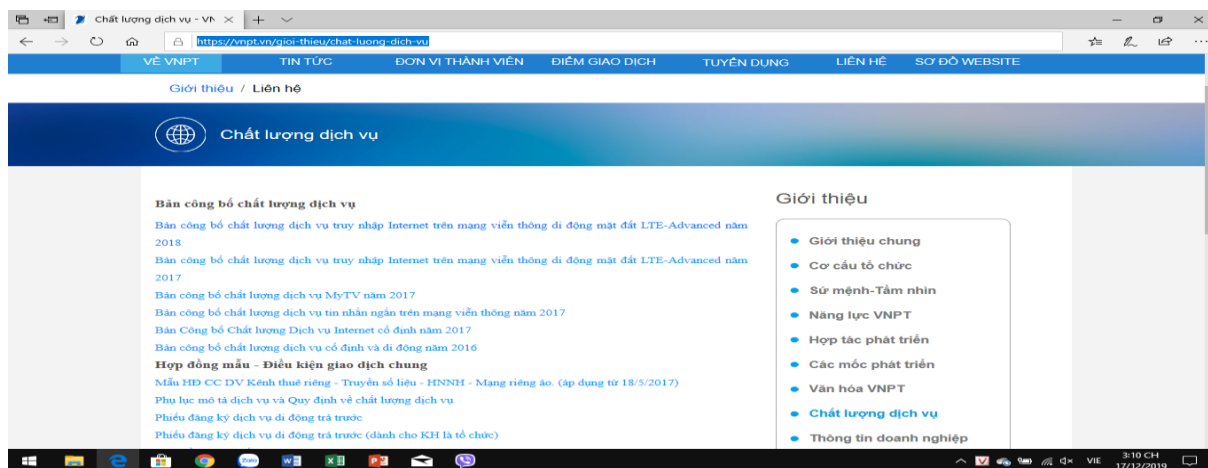 Chất lượng dịch vụ - VN
https://vnpt.vn/gioi-thieu/chat-luong-dich-vu
VỀ VNPT TIN TỨC ĐƠN VỊ THÀNH VIÊN ĐIỂM GIAO DỊCH TUYỂN DỤNG LIÊN HỆ SƠ ĐỒ WEBSITE
Giới thiệu / Liên hệ
Chất lượng dịch vụ
Bản công bố chất lượng dịch vụ
Bản công bố chất lượng dịch vụ truy nhập Internet trên mạng viễn thông di động mặt đất LTE-Advanced năm
2018
Bản công bố chất lượng dịch vụ truy nhập Internet trên mạng viễn thông di động mặt đất LTE-Advanced năm
2017
Bản công bố chất lượng dịch vụ MyTV năm 2017
Bản công bố chất lượng dịch vụ tin nhắn ngắn trên mạng viễn thông năm 2017
Bản Công bố Chất lượng Dịch vụ Internet cố định năm 2017
Bản công bố chất lượng dịch vụ cố định và di động năm 2016
Hợp đồng mẫu - Điều kiện giao dịch chung
Mẫu HĐ CC DV Kênh thuê riêng - Truyền số liệu - HNNH - Mạng riêng ảo. (áp dụng từ 18/5/2017)
Phụ lục mô tả dịch vụ và Quy định về chất lượng dịch vụ
Phiếu đăng ký dịch vụ di động trả trước
Phiếu đăng ký dịch vụ di động trả trước (dành cho KH là tổ chức)
Giới thiệu
Giới thiệu chung
Cơ cấu tổ chức
Sứ mệnh-Tầm nhìn
Năng lực VNPT
Hợp tác phát triển
Các mốc phát triển
Văn hóa VNPT
Chất lượng dịch vụ
Thông tin doanh nghiệp
VIE
3:10 CH
17/12/2019